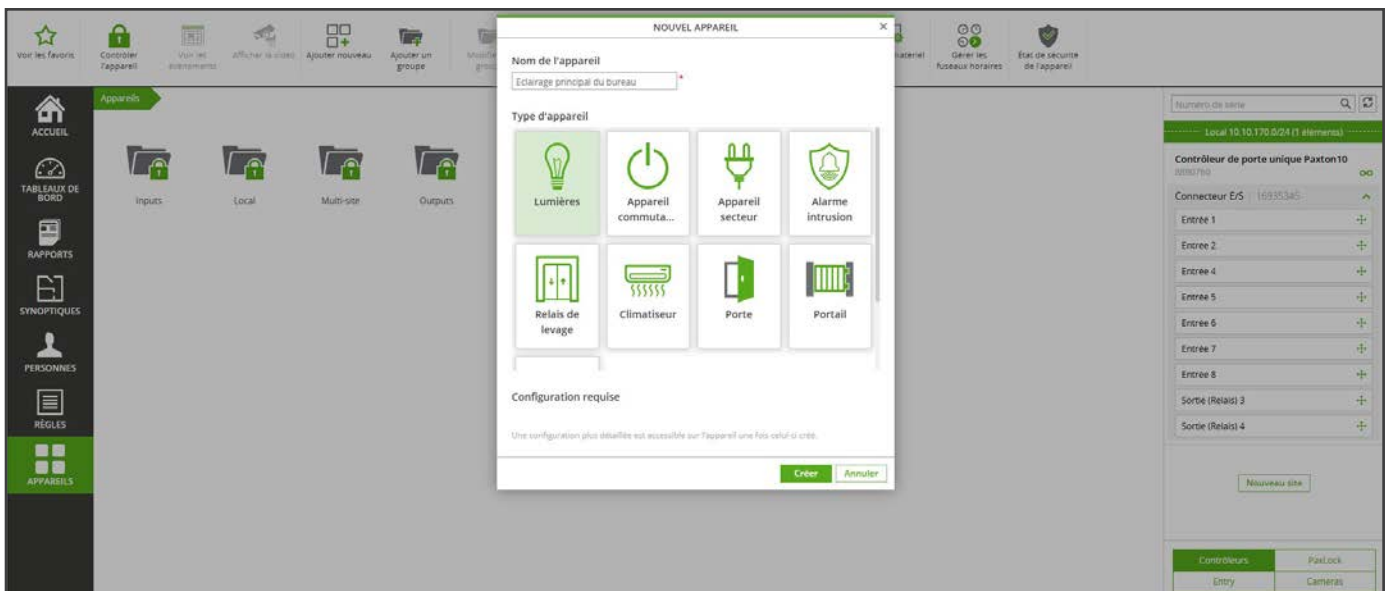 NOUVEL APPAREIL
Voir les favoris
Contrôler l'appareil
Voir les événements
Afficher la vidéo
Ajouter nouveau
Ajouter un groupe
Gérer les fuseaux horaires
État de sécurité de l'appareil
ACCUEIL
TABLEAUX DE BORD
RAPPORTS
SYNOPTIQUES
PERSONNES
RÈGLES
APPAREILS
Appareils
Inputs
Local
Multi-site
Outputs
Nom de l'appareil
Eclairage principal du bureau *
Type d'appareil
Lumières
Appareil commuta...
Appareil secteur
Alarme intrusion
Relais de levage
Climatiseur
Porte
Portail
Configuration requise
Une configuration plus détaillée est accessible sur l'appareil une fois celui-ci créé.
Créer
Annuler
Numéro de série
Local 10.10.170.0/24 (1 elements)
Contrôleur de porte unique Paxton10
Connecteur E/S 16935345
Entrée 1
Entrée 2
Entrée 4
Entrée 5
Entrée 6
Entrée 7
Entrée 8
Sortie (Relais) 3
Sortie (Relais) 4
Nouveau site
Contrôleurs
PaxLock
Entry
Cameras